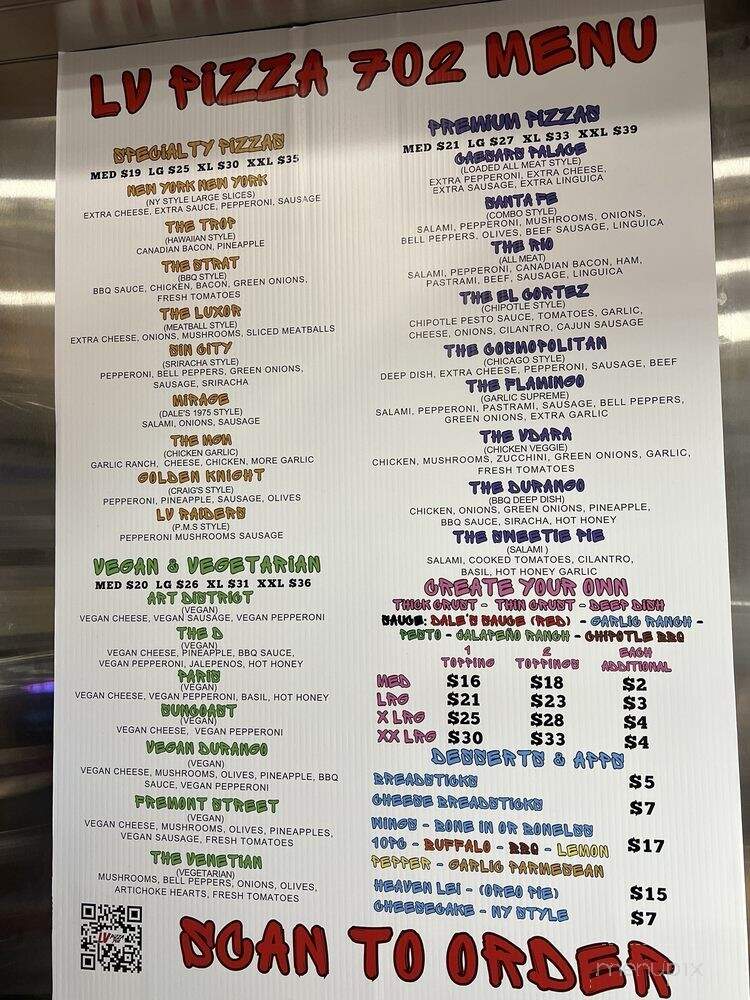 LV PIZZA 702 MENU
SPECIALTY PIZZAS
MED $19 LG $25 XL $30 XXL $35
NEW YORK NEW YORK
(NY STYLE LARGE SLICES)
EXTRA CHEESE, EXTRA SAUCE, PEPPERONI, SAUSAGE
THE TROP
(HAWAIIAN STYLE)
CANADIAN BACON, PINEAPPLE
THE STRAT
(BBQ STYLE)
BBQ SAUCE, CHICKEN, BACON, GREEN ONIONS,
FRESH TOMATOES
THE LUXOR
(MEATBALL STYLE)
EXTRA CHEESE, ONIONS, MUSHROOMS, SLICED MEATBALLS
SIN CITY
(SRIRACHA STYLE)
PEPPERONI, BELL PEPPERS, GREEN ONIONS,
SAUSAGE, SRIRACHA
MIRAGE
(DALE'S 1975 STYLE)
SALAMI, ONIONS, SAUSAGE
THE MGM
(CHICKEN GARLIC)
GARLIC RANCH, CHEESE, CHICKEN, MORE GARLIC
GOLDEN KNIGHT
(CRAIG'S STYLE)
PEPPERONI, PINEAPPLE, SAUSAGE, OLIVES
LV RAIDERS
(P.M.S STYLE)
PEPPERONI MUSHROOMS SAUSAGE
VEGAN & VEGETARIAN
MED $20 LG $26 XL $31 XXL $36
ART DISTRICT
(VEGAN)
VEGAN CHEESE, VEGAN SAUSAGE, VEGAN PEPPERONI
THE D
(VEGAN)
VEGAN CHEESE, PINEAPPLE, BBQ SAUCE,
VEGAN PEPPERONI, JALEPENOS, HOT HONEY
PARIS
(VEGAN)
VEGAN CHEESE, VEGAN PEPPERONI, BASIL, HOT HONEY
SUNCOAST
(VEGAN)
VEGAN CHEESE, VEGAN PEPPERONI
VEGAN DURANGO
(VEGAN)
VEGAN CHEESE, MUSHROOMS, OLIVES, PINEAPPLE, BBQ
SAUCE, VEGAN PEPPERONI
FREMONT STREET
(VEGAN)
VEGAN CHEESE, MUSHROOMS, OLIVES, PINEAPPLES,
VEGAN SAUSAGE, FRESH TOMATOES
THE VENETIAN
(VEGETARIAN)
MUSHROOMS, BELL PEPPERS, ONIONS, OLIVES,
ARTICHOKE HEARTS, FRESH TOMATOES
PREMIUM PIZZAS
MED $21 LG $27 XL $33 XXL $39
CAESARS PALACE
(LOADED ALL MEAT STYLE)
EXTRA PEPPERONI, EXTRA CHEESE,
EXTRA SAUSAGE, EXTRA LINGUICA
SANTA FE
(COMBO STYLE)
SALAMI, PEPPERONI, MUSHROOMS, ONIONS,
BELL PEPPERS, OLIVES, BEEF SAUSAGE, LINGUICA
THE RIO
(ALL MEAT)
SALAMI, PEPPERONI, CANADIAN BACON, HAM,
PASTRAMI, BEEF, SAUSAGE, LINGUICA
THE EL CORTEZ
(CHIPOTLE STYLE)
CHIPOTLE PESTO SAUCE, TOMATOES, GARLIC,
CHEESE, ONIONS, CILANTRO, CAJUN SAUSAGE
THE COSMOPOLITAN
(CHICAGO STYLE)
DEEP DISH, EXTRA CHEESE, PEPPERONI, SAUSAGE, BEEF
THE FLAMINGO
(GARLIC SUPREME)
SALAMI, PEPPERONI, PASTRAMI, SAUSAGE, BELL PEPPERS,
GREEN ONIONS, EXTRA GARLIC
THE VDARA
(CHICKEN VEGGIE)
CHICKEN, MUSHROOMS, ZUCCHINI, GREEN ONIONS, GARLIC,
FRESH TOMATOES
THE DURANGO
(BBQ DEEP DISH)
CHICKEN, ONIONS, GREEN ONIONS, PINEAPPLE,
BBQ SAUCE, SIRACHA, HOT HONEY
THE SWEETIE PIE
(SALAMI )
SALAMI, COOKED TOMATOES, CILANTRO,
BASIL, HOT HONEY GARLIC
CREATE YOUR OWN
THICK CRUST - THIN CRUST - DEEP DISH
SAUCE: DALE'S SAUCE (RED) - GARLIC RANCH -
PESTO - JALAPEÑO RANCH - CHIPOTLE BBQ
1 TOPPING 2 TOPPINGS EACH ADDITIONAL
MED $16 $18 $2
LRG $21 $23 $3
X LRG $25 $28 $4
XX LRG $30 $33 $4
DESSERTS & APPS
BREADSTICKS $5
CHEESE BREADSTICKS $7
WINGS - BONE IN OR BONELSS
10PC - BUFFALO - BBQ - LEMON $17
PEPPER - GARLIC PARMESEAN
HEAVEN LEI - (OREO PIE) $15
CHEESECAKE - NY STYLE $7
LV PIZZA
SCAN TO ORDER
menupix